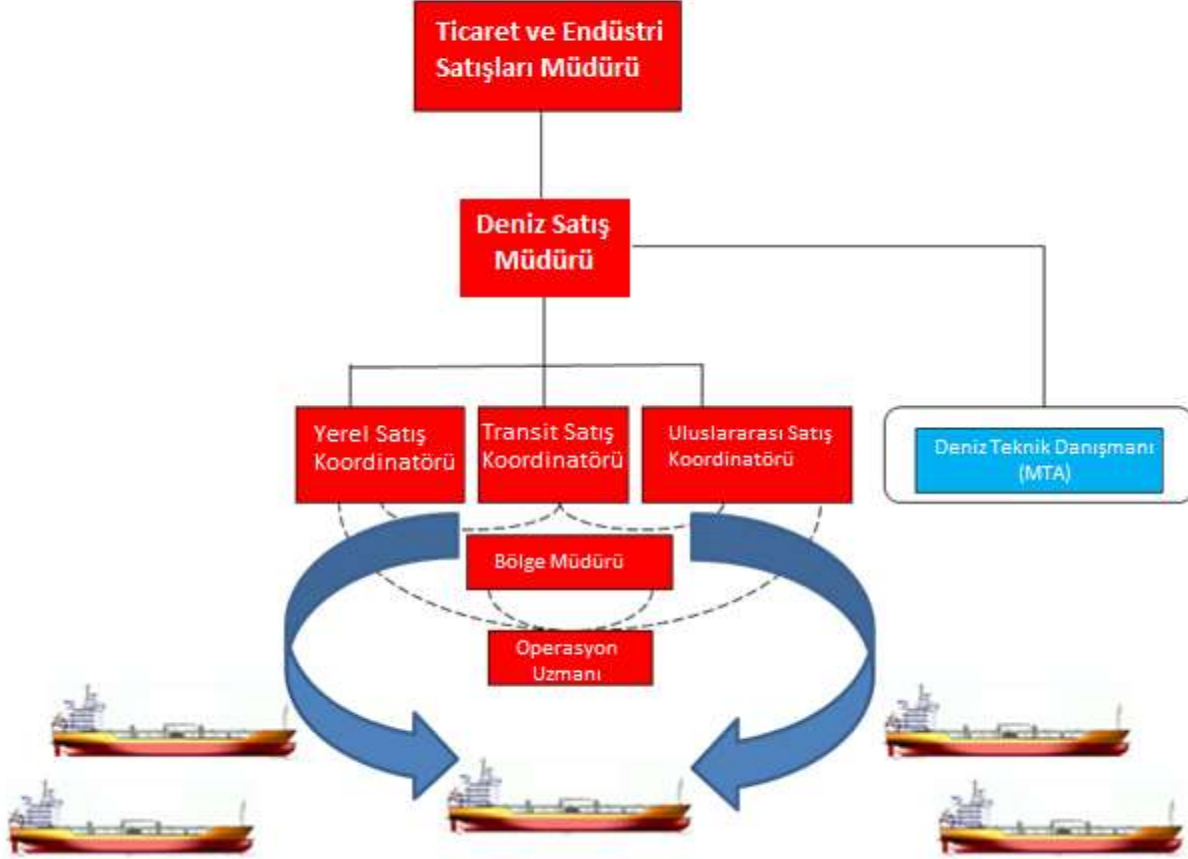 Ticaret ve Endüstri
Satışları Müdürü
Deniz Satış
Müdürü
Yerel Satış
Koordinatörü
Transit Satış
Koordinatörü
Uluslararası Satış
Koordinatörü
Deniz Teknik Danışmanı
(MTA)
Bölge Müdürü
Operasyon
Uzmanı